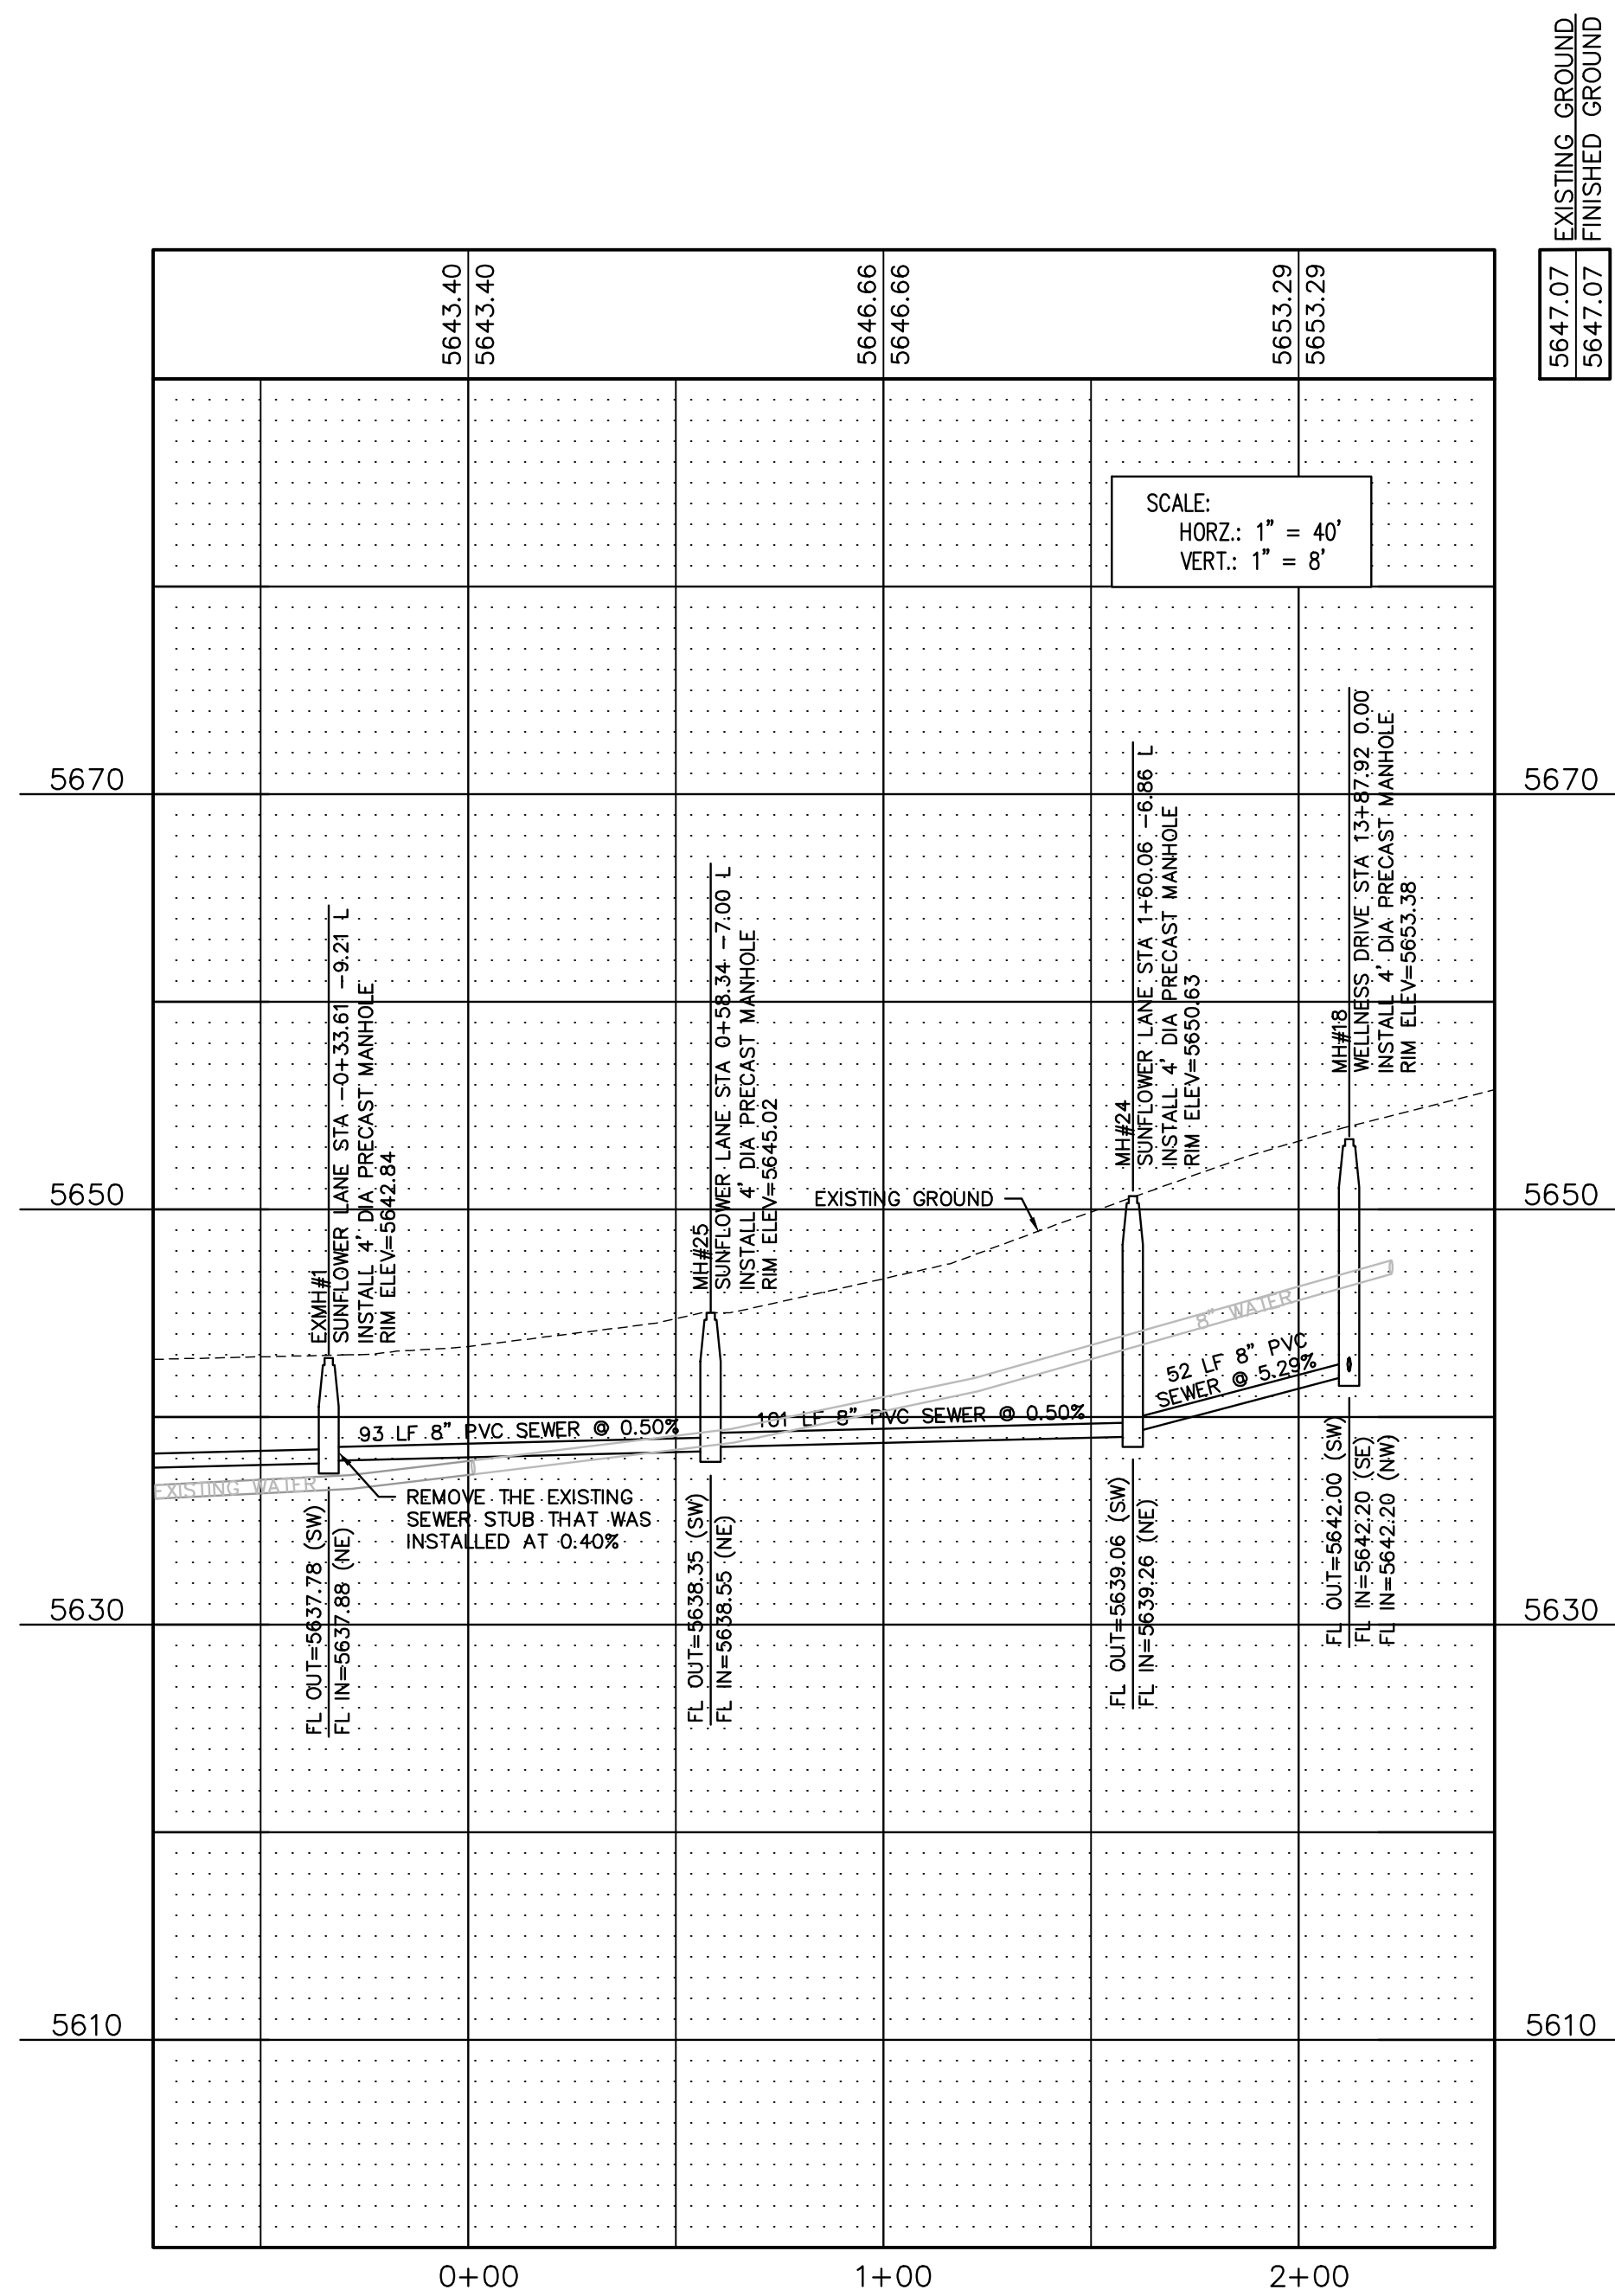 EXISTING GROUND
FINISHED GROUND
5647.07
5647.07
5643.40
5643.40
5646.66
5646.66
5653.29
5653.29
SCALE:
HORZ.: 1" = 40'
VERT.: 1" = 8'
5670
5670
5650
5650
5630
5630
5610
5610
EXMH#1
SUNFLOWER LANE STA -0+33.61 -9.21 L
INSTALL 4' DIA PRECAST MANHOLE
RIM ELEV=5642.84
MH#25
SUNFLOWER LANE STA 0+58.34 -7.00 L
INSTALL 4' DIA PRECAST MANHOLE
RIM ELEV=5645.02
MH#24
SUNFLOWER LANE STA 1+60.06 -6.86 L
INSTALL 4' DIA PRECAST MANHOLE
RIM ELEV=5650.63
MH#18
WELLNESS DRIVE STA 13+87.92 0.00
INSTALL 4' DIA PRECAST MANHOLE
RIM ELEV=5653.38
EXISTING GROUND
8" WATER
52 LF 8" PVC
SEWER @ 5.29%
93 LF 8" PVC SEWER @ 0.50%
101 LF 8" PVC SEWER @ 0.50%
EXISTING WATER
REMOVE THE EXISTING
SEWER STUB THAT WAS
INSTALLED AT 0.40%
FL OUT=5637.78 (SW)
FL IN=5637.88 (NE)
FL OUT=5638.35 (SW)
FL IN=5638.55 (NE)
FL OUT=5639.06 (SW)
FL IN=5639.26 (NE)
FL OUT=5642.00 (SW)
FL IN=5642.20 (SE)
FL IN=5642.20 (NW)
0+00
1+00
2+00